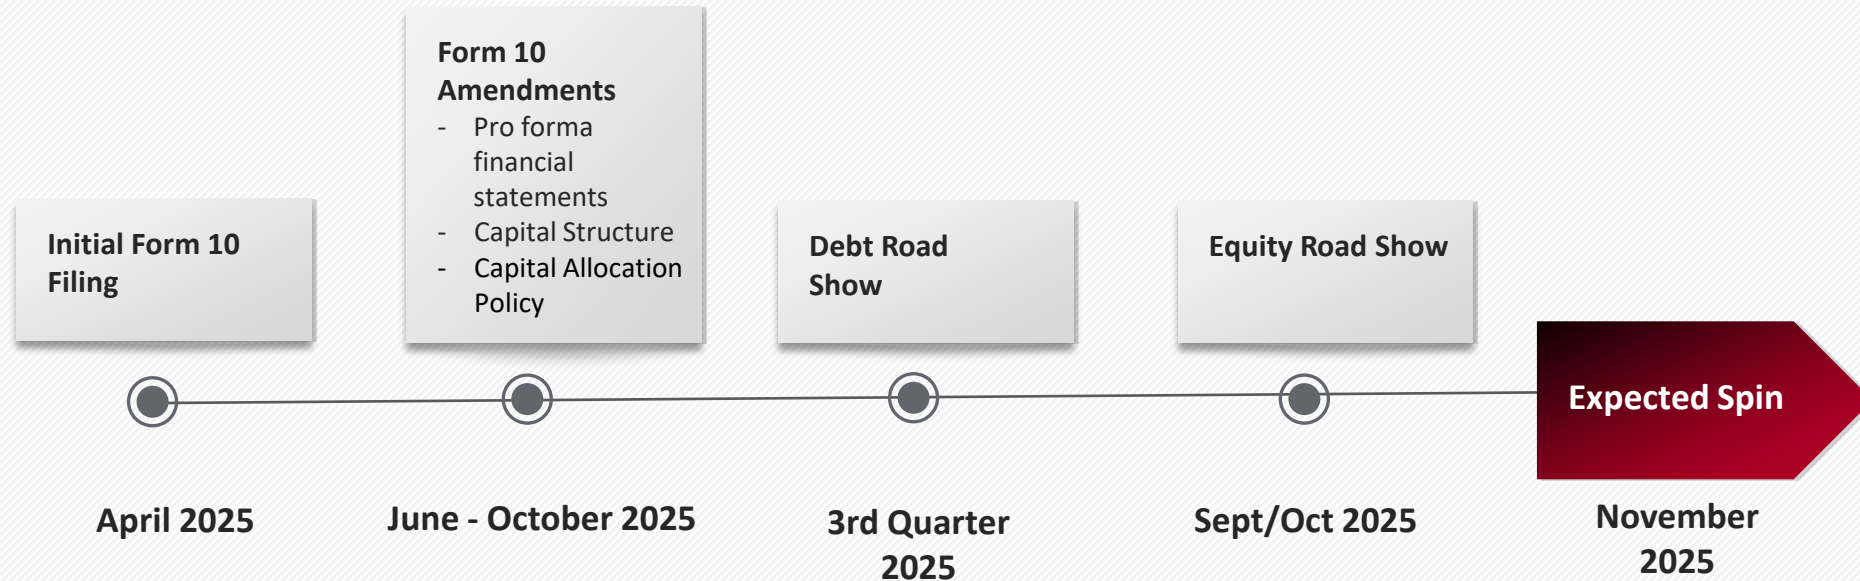 Initial Form 10
Filing
Form 10
Amendments
- Pro forma
financial
statements
- Capital Structure
- Capital Allocation
Policy
Debt Road
Show
Equity Road Show
Expected Spin
April 2025
June - October 2025
3rd Quarter
2025
Sept/Oct 2025
November
2025